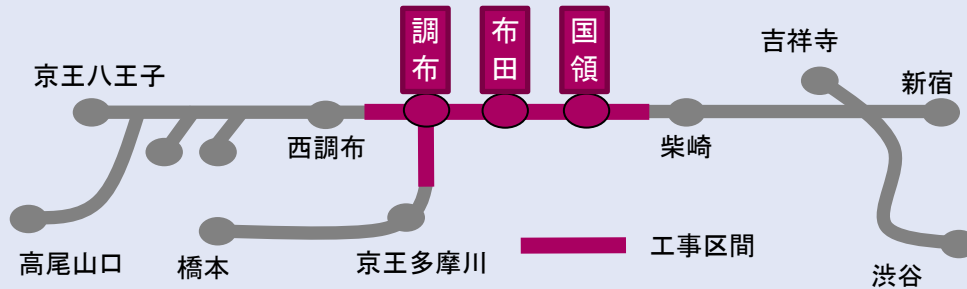 調布
布田
国領
吉祥寺
京王八王子
新宿
西調布
柴崎
高尾山口
橋本
京王多摩川
工事区間
渋谷